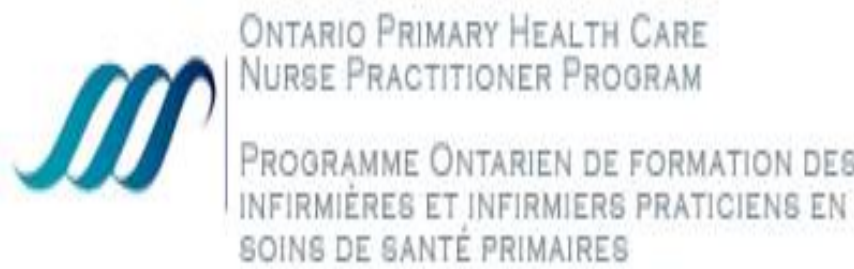 ONTARIO PRIMARY HEALTH CARE
NURSE PRACTITIONER PROGRAM
PROGRAMME ONTARIEN DE FORMATION DES
INFIRMIÈRES ET INFIRMIERS PRATICIENS EN
SOINS DE SANTÉ PRIMAIRES